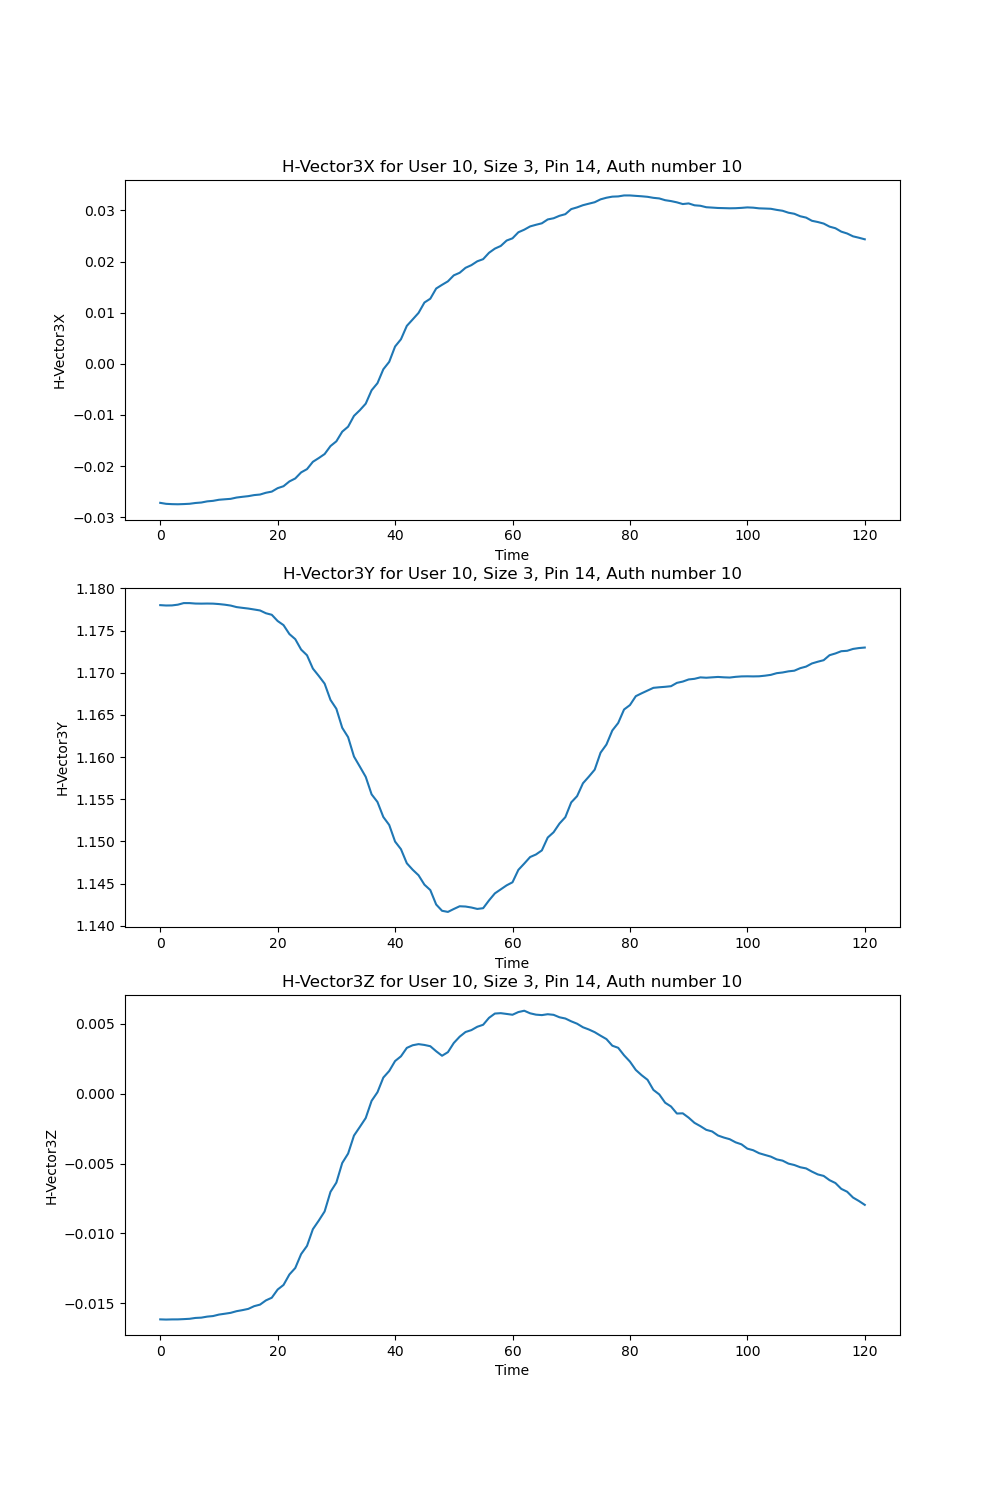 H-Vector3X for User 10, Size 3, Pin 14, Auth number 10
0.03
0.02
0.01
0.00
−0.01
−0.02
−0.03
H-Vector3X
0 20 40 60 80 100 120
Time
H-Vector3Y for User 10, Size 3, Pin 14, Auth number 10
1.180
1.175
1.170
1.165
1.160
1.155
1.150
1.145
1.140
H-Vector3Y
0 20 40 60 80 100 120
Time
H-Vector3Z for User 10, Size 3, Pin 14, Auth number 10
0.005
0.000
−0.005
−0.010
−0.015
H-Vector3Z
0 20 40 60 80 100 120
Time